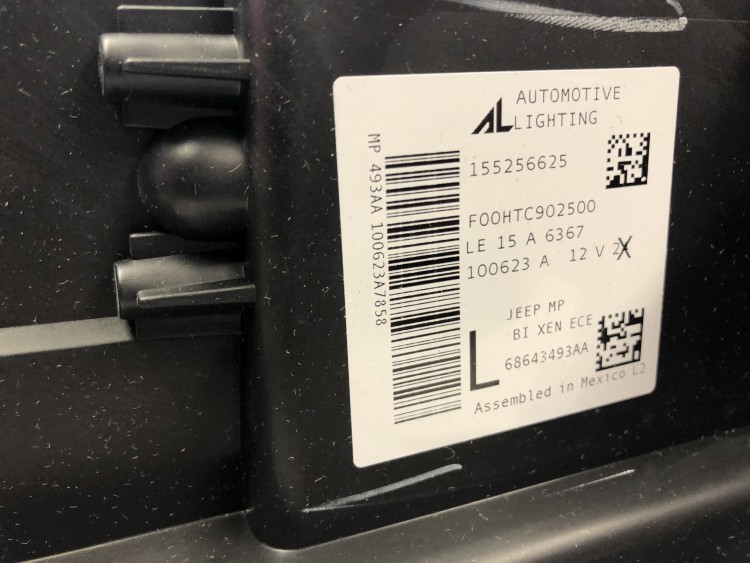 AL AUTOMOTIVE
LIGHTING
155256625
MP 493AA 100623A7858
F00HTC902500
LE 15 A 6367
100623 A 12 V 2X
JEEP MP
BI XEN ECE
L
68643493AA
Assembled in Mexico L2